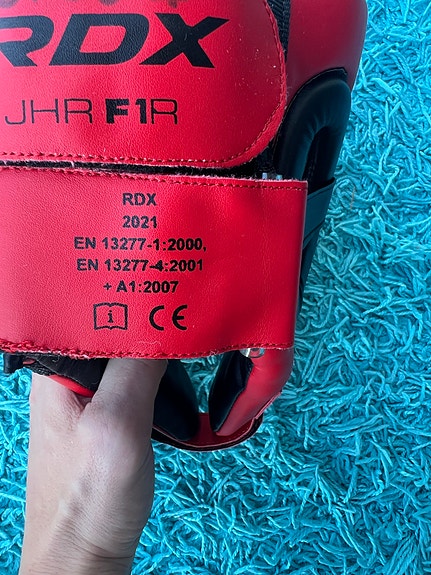 RDX
JHR F1R
RDX
2021
EN 13277-1:2000,
EN 13277-4:2001
+ A1:2007
i
CE